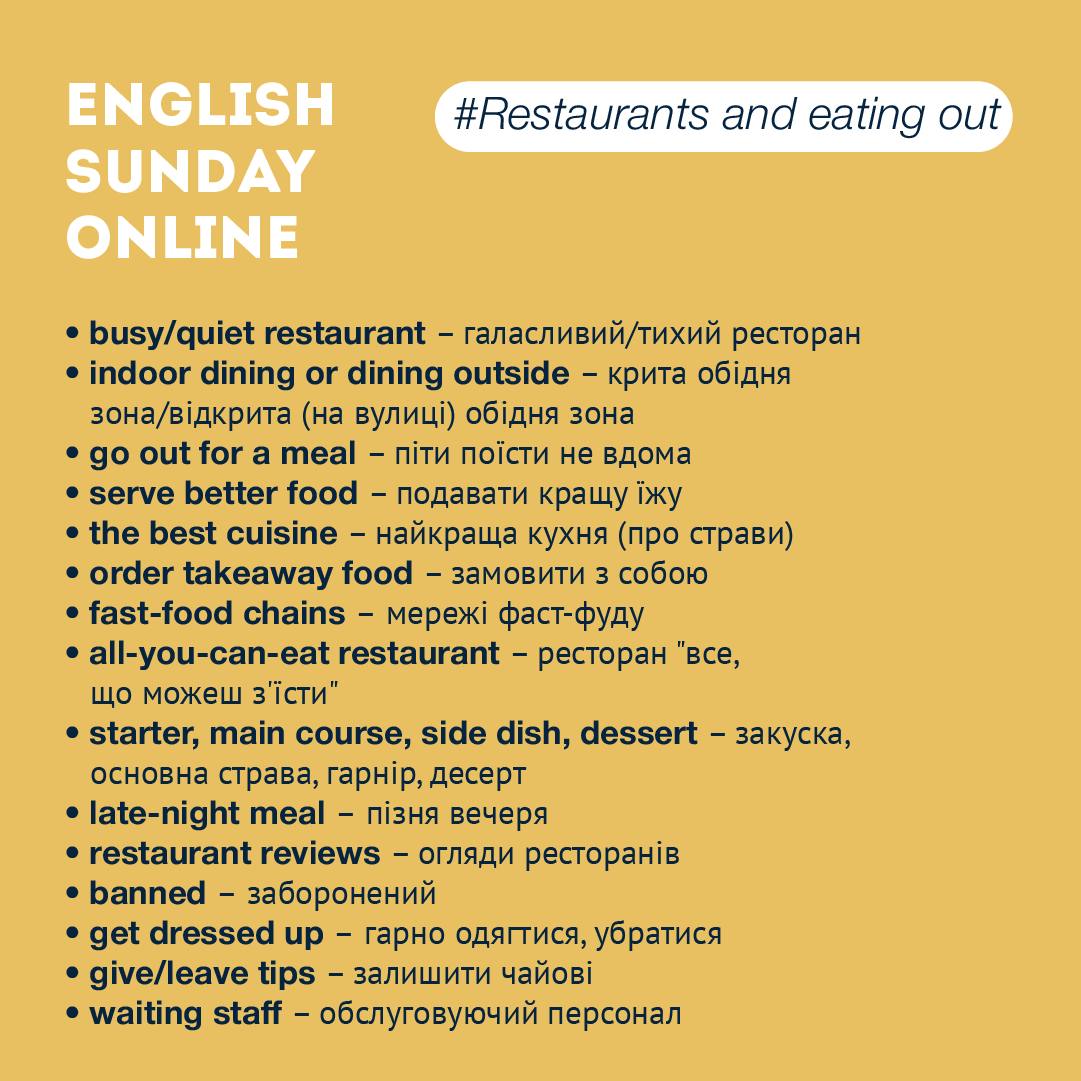 ENGLISH
SUNDAY
ONLINE
#Restaurants and eating out
• busy/quiet restaurant – галасливий/тихий ресторан
• indoor dining or dining outside – крита обідня
зона/відкрита (на вулиці) обідня зона
• go out for a meal – піти поїсти не вдома
• serve better food – подавати кращу їжу
• the best cuisine – найкраща кухня (про страви)
• order takeaway food – замовити з собою
• fast-food chains – мережі фаст-фуду
• all-you-can-eat restaurant – ресторан "все,
що можеш з'їсти"
• starter, main course, side dish, dessert – закуска,
основна страва, гарнір, десерт
• late-night meal – пізня вечеря
• restaurant reviews – огляди ресторанів
• banned – заборонений
• get dressed up – гарно одягтися, убратися
• give/leave tips – залишити чайові
• waiting staff – обслуговуючий персонал